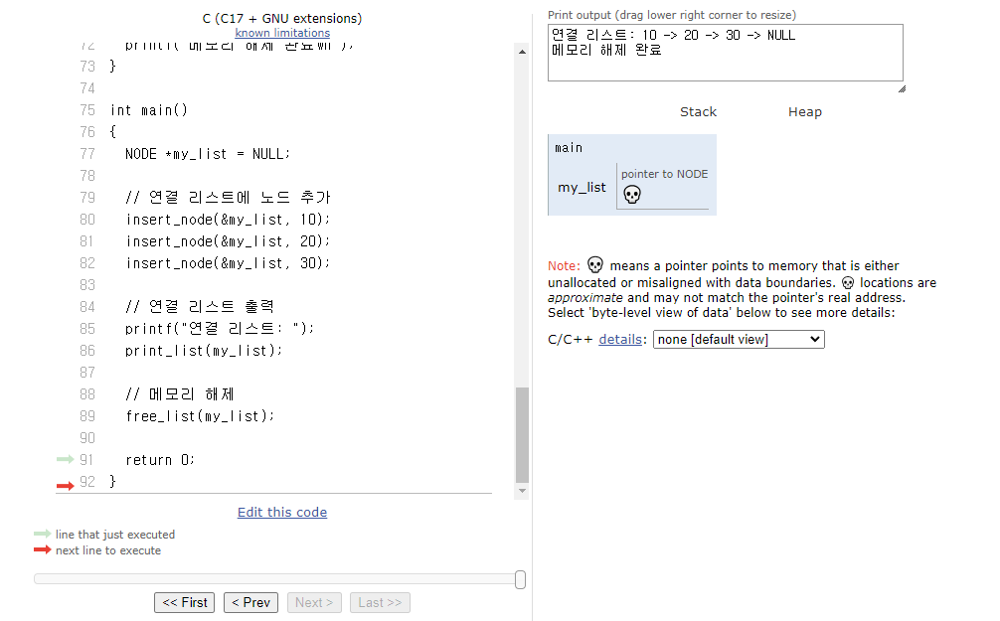 C (C17 + GNU extensions)
known limitations
72 printf("메모리 해제 완료₩n");
73 }
74
75 int main()
76 {
77 NODE *my_list = NULL;
78
79 // 연결 리스트에 노드 추가
80 insert_node(&my_list, 10);
81 insert_node(&my_list, 20);
82 insert_node(&my_list, 30);
83
84 // 연결 리스트 출력
85 printf("연결 리스트: ");
86 print_list(my_list);
87
88 // 메모리 해제
89 free_list(my_list);
90
91 return 0;
92 }
Edit this code
line that just executed
next line to execute
<< First
< Prev
Next >
Last >>
Print output (drag lower right corner to resize)
연결 리스트: 10 -> 20 -> 30 -> NULL
메모리 해제 완료
Stack
Heap
main
my_list
pointer to NODE
Note: means a pointer points to memory that is either
unallocated or misaligned with data boundaries. locations are
approximate and may not match the pointer's real address.
Select 'byte-level view of data' below to see more details:
C/C++ details: none [default view]